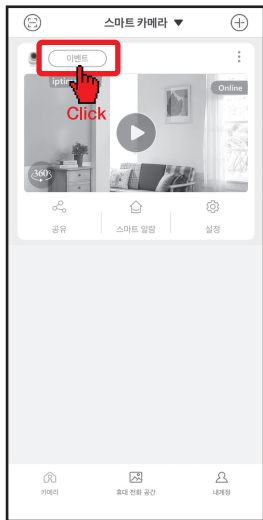 스마트 카메라 ▼
이벤트
iptime
Online
Click
360°
공유
스마트 알람
설정
카메라
휴대 전화 공간
내계정